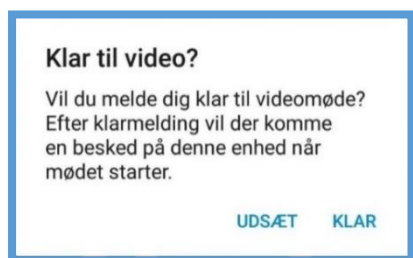 Klar til video?
Vil du melde dig klar til videomøde?
Efter klarmelding vil der komme
en besked på denne enhed når
mødet starter.
UDSÆT KLAR